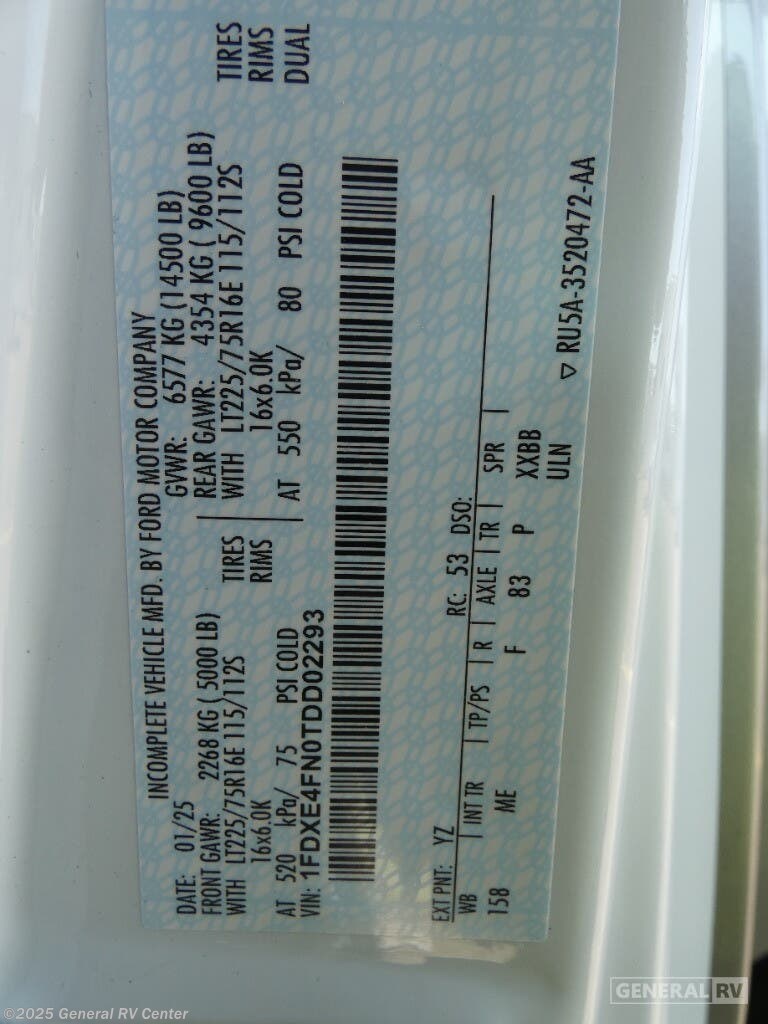 INCOMPLETE VEHICLE MFD. BY FORD MOTOR COMPANY
DATE: 01/25 GVWR: 6577 KG (14500 LB)
FRONT GAWR: 2268 KG ( 5000 LB) REAR GAWR: 4354 KG ( 9600 LB)
WITH LT225/75R16E 115/112S TIRES WITH LT225/75R16E 115/112S TIRES
16x6.0K RIMS 16x6.0K RIMS
AT 520 kPa/ 75 PSI COLD AT 550 kPa/ 80 PSI COLD DUAL
VIN: 1FDXE4FN0TDD02293
EXT PNT: YZ RC: 53 DSO:
WB INT TR TP/PS R AXLE TR SPR
158 ME F 83 P XXBB
ULN
▽ RU5A-3520472-AA
©2025 General RV Center
GENERAL RV